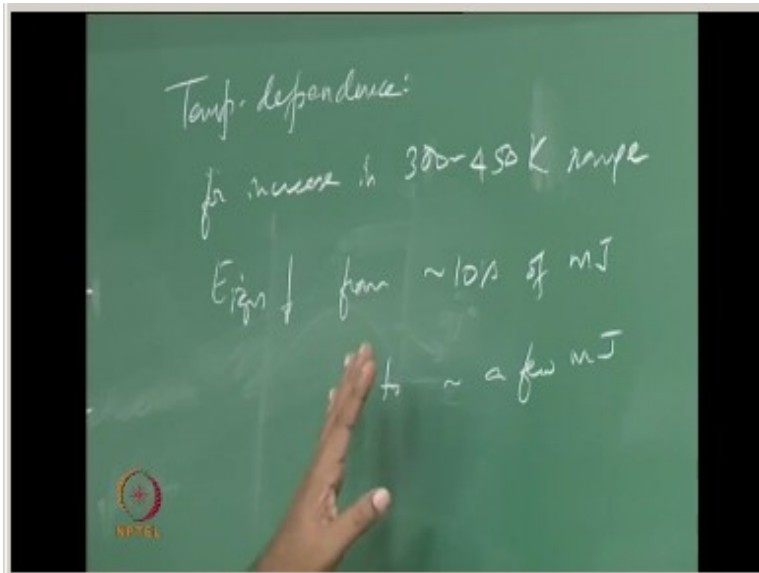 Temp. dependence:
for increase in 300-450 K range
Eign ↓ from ~10s of mJ
to ~ a few mJ
NPTEL